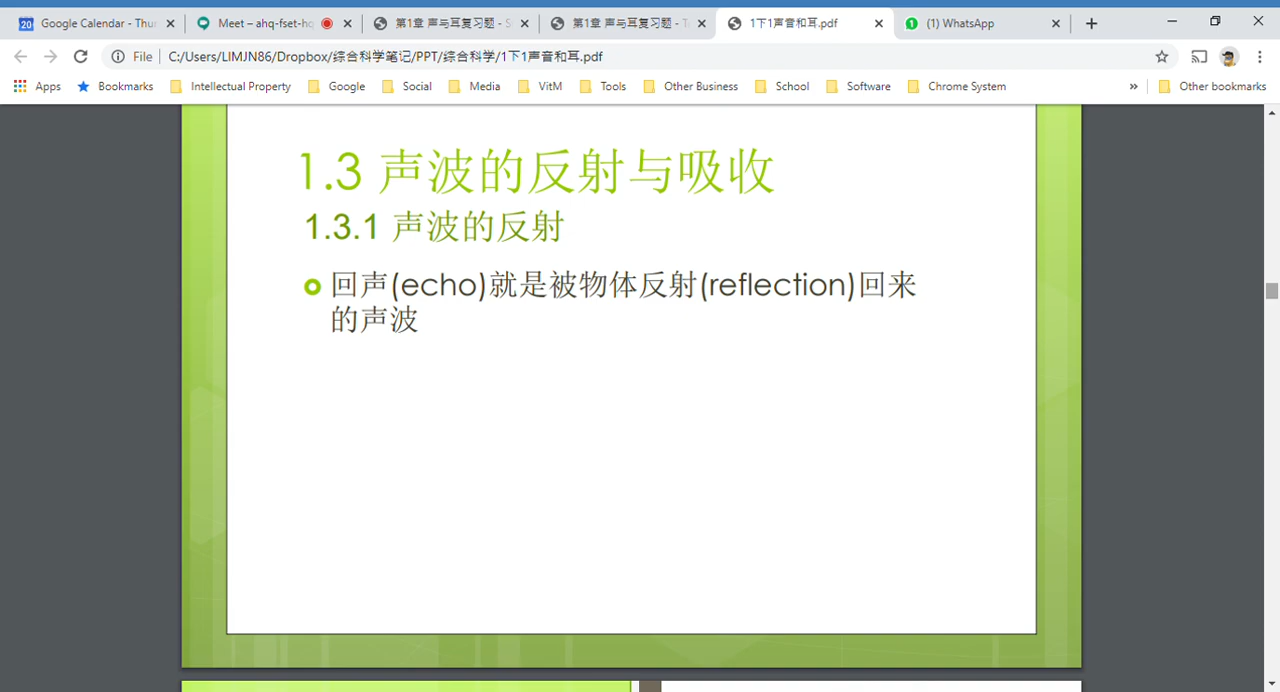 20 Google Calendar - Thu
Meet – ahq-fset-hq
第1章 声与耳复习题 - S
第1章 声与耳复习题 - T
1下1声音和耳.pdf
1 (1) WhatsApp
File C:/Users/LIMJN86/Dropbox/综合科学笔记/PPT/综合科学/1下1声音和耳.pdf
Apps Bookmarks Intellectual Property Google Social Media VitM Tools Other Business School Software Chrome System » Other bookmarks
1.3 声波的反射与吸收
1.3.1 声波的反射
回声(echo)就是被物体反射(reflection)回来
的声波